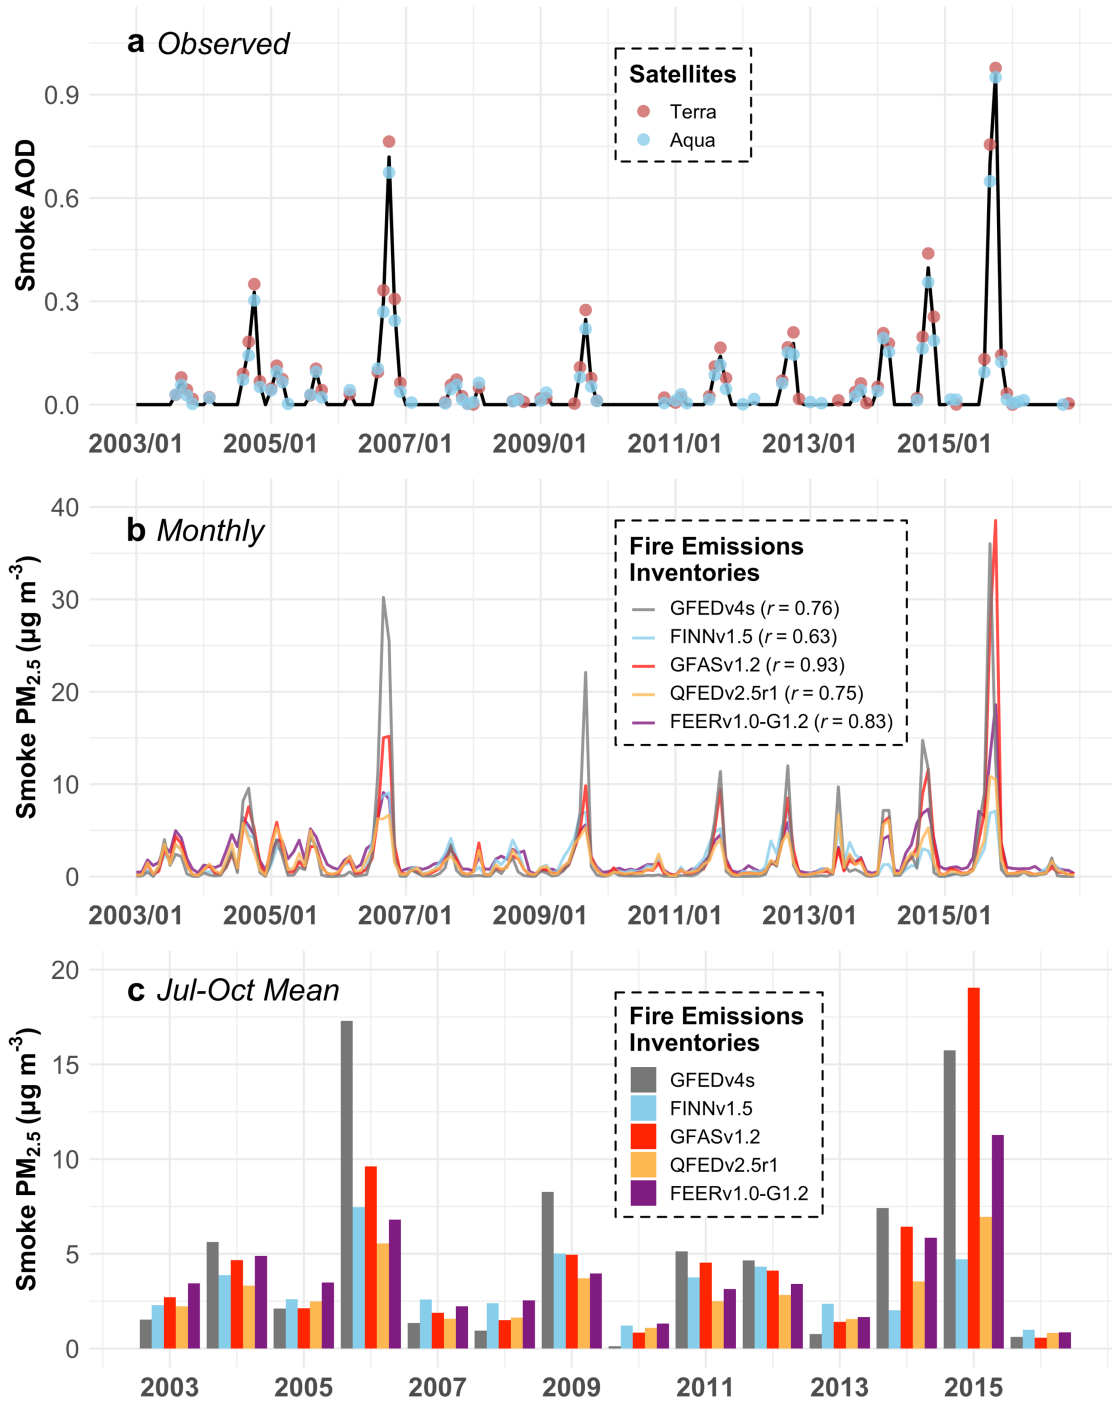 a Observed
Satellites
Terra
Aqua
Smoke AOD
0.9
0.6
0.3
0.0
2003/01 2005/01 2007/01 2009/01 2011/01 2013/01 2015/01
b Monthly
Fire Emissions
Inventories
GFEDv4s (r = 0.76)
FINNv1.5 (r = 0.63)
GFASv1.2 (r = 0.93)
QFEDv2.5r1 (r = 0.75)
FEERv1.0-G1.2 (r = 0.83)
Smoke PM2.5 (μg m-3)
40
30
20
10
0
2003/01 2005/01 2007/01 2009/01 2011/01 2013/01 2015/01
c Jul-Oct Mean
Fire Emissions
Inventories
GFEDv4s
FINNv1.5
GFASv1.2
QFEDv2.5r1
FEERv1.0-G1.2
Smoke PM2.5 (μg m-3)
20
15
10
5
0
2003 2005 2007 2009 2011 2013 2015